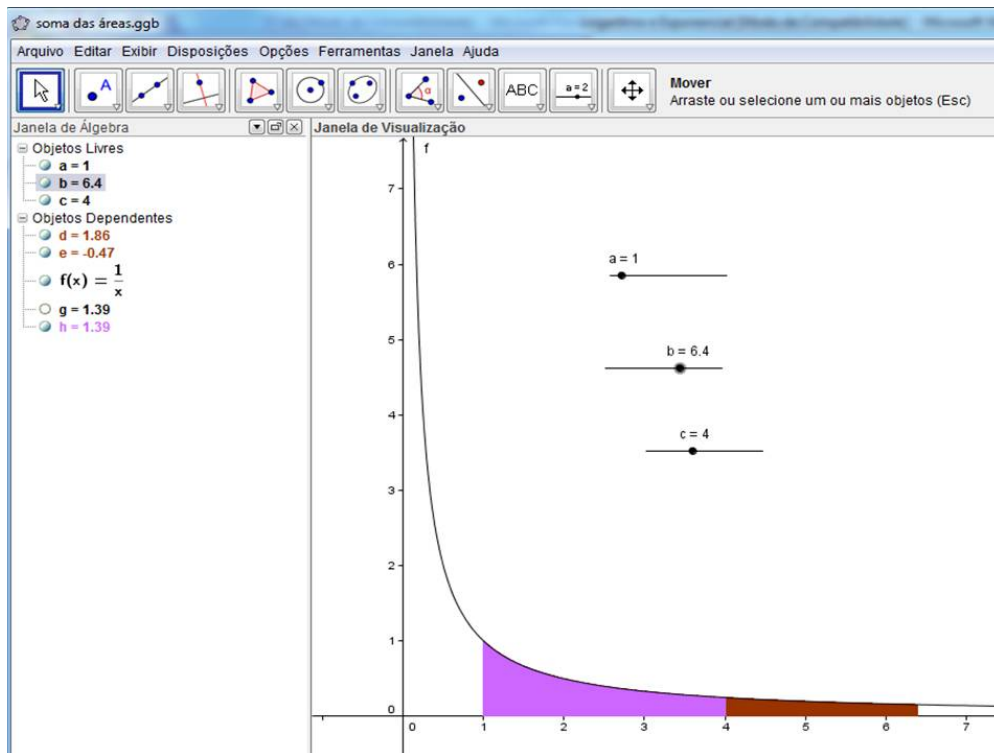 soma das áreas.ggb
Arquivo Editar Exibir Disposições Opções Ferramentas Janela Ajuda
A
α
ABC
a=2
Mover
Arraste ou selecione um ou mais objetos (Esc)
Janela de Álgebra
Janela de Visualização
Objetos Livres
a = 1
b = 6.4
c = 4
Objetos Dependentes
d = 1.86
e = -0.47
f(x) = 1/x
g = 1.39
h = 1.39
f
7
6
5
4
3
2
1
0
a = 1
b = 6.4
c = 4
0 1 2 3 4 5 6 7